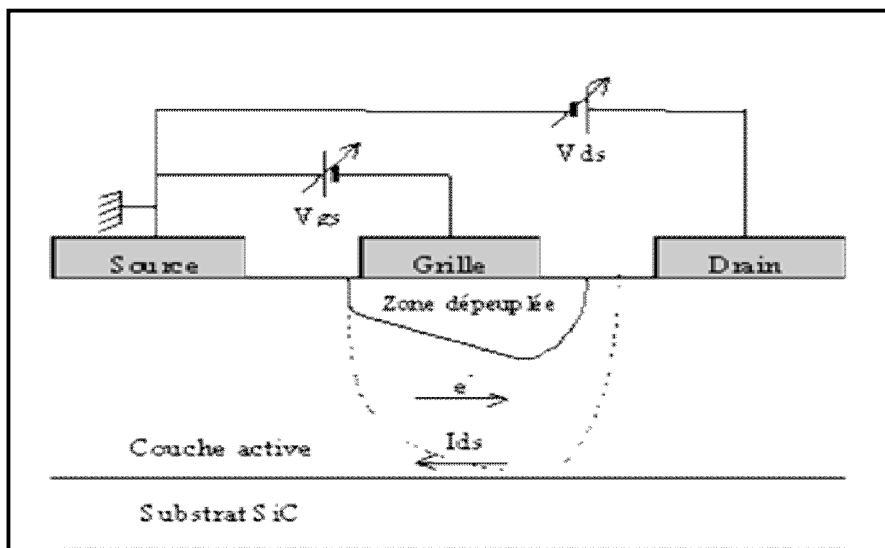 Vds
Vgs
Source Grille Drain
Zone dépeuplée
e-
Ids
Couche active
Substrat SiC